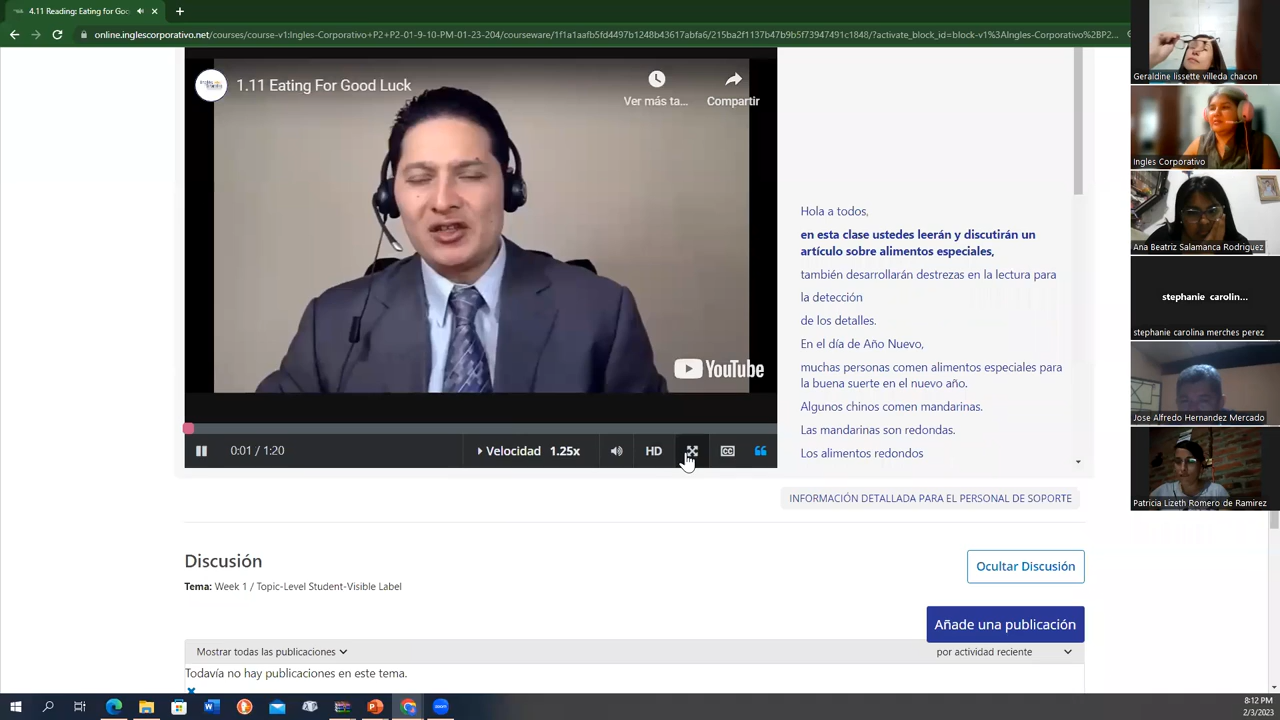 4.11 Reading: Eating for Goo
online.inglescorporativo.net/courses/course-v1:Ingles-Corporativo+P2+P2-01-9-10-PM-01-23-204/courseware/1f1a1aafb5fd4497b1248b43617abfa6/215ba2f1137b47b9b5f73947491c1848/?activate_block_id=block-v1%3AIngles-Corporativo%2BP2...
1.11 Eating For Good Luck
Ver más ta...
Compartir
YouTube
0:01 / 1:20
Velocidad 1.25x
HD
CC
Hola a todos,
en esta clase ustedes leerán y discutirán un
artículo sobre alimentos especiales,
también desarrollarán destrezas en la lectura para
la detección
de los detalles.
En el día de Año Nuevo,
muchas personas comen alimentos especiales para
la buena suerte en el nuevo año.
Algunos chinos comen mandarinas.
Las mandarinas son redondas.
Los alimentos redondos
INFORMACIÓN DETALLADA PARA EL PERSONAL DE SOPORTE
Discusión
Ocultar Discusión
Tema: Week 1 / Topic-Level Student-Visible Label
Añade una publicación
Mostrar todas las publicaciones
por actividad reciente
Todavía no hay publicaciones en este tema.
Geraldine lissette villeda chacon
Ingles Corporativo
Ana Beatriz Salamanca Rodriguez
stephanie carolin...
stephanie carolina merches perez
Jose Alfredo Hernandez Mercado
Patricia Lizeth Romero de Ramirez
8:12 PM
2/3/2023